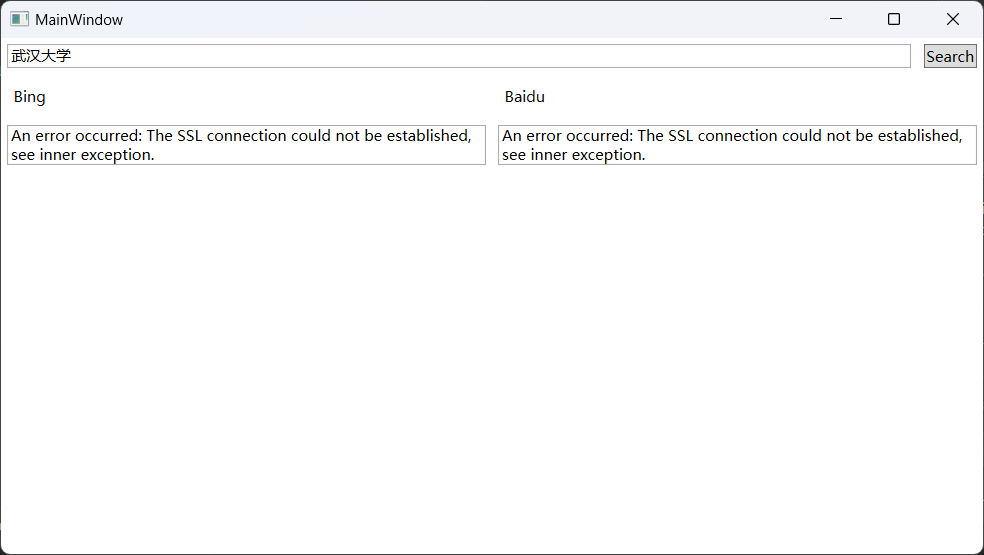 MainWindow
武汉大学
Search
Bing
Baidu
An error occurred: The SSL connection could not be established,
see inner exception.
An error occurred: The SSL connection could not be established,
see inner exception.